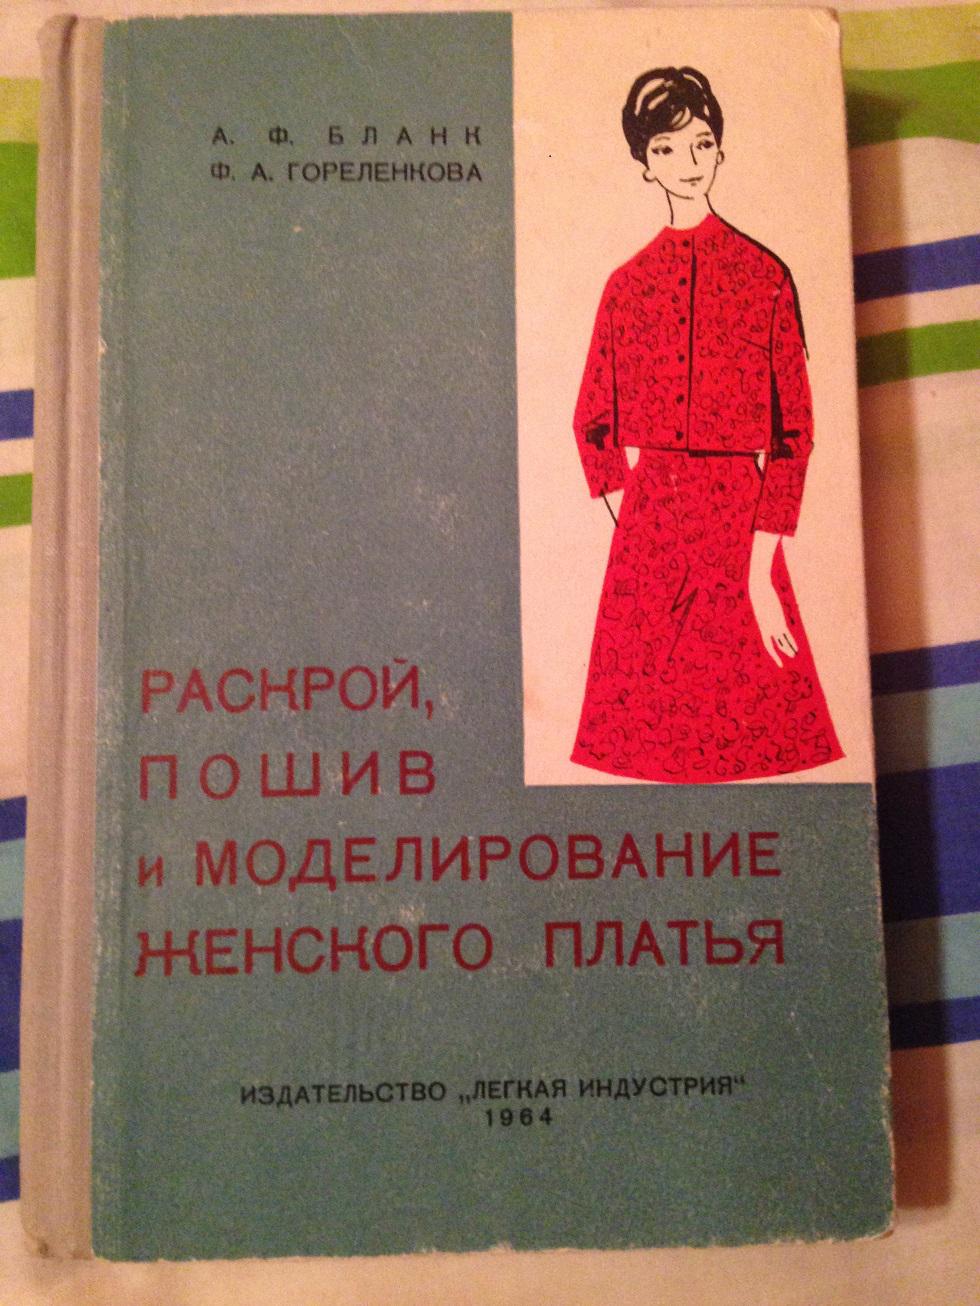 А. Ф. БЛАНК
Ф. А. ГОРЕЛЕНКОВА
РАСКРОЙ,
ПОШИВ
и МОДЕЛИРОВАНИЕ
ЖЕНСКОГО ПЛАТЬЯ
ИЗДАТЕЛЬСТВО „ЛЕГКАЯ ИНДУСТРИЯ“
1964